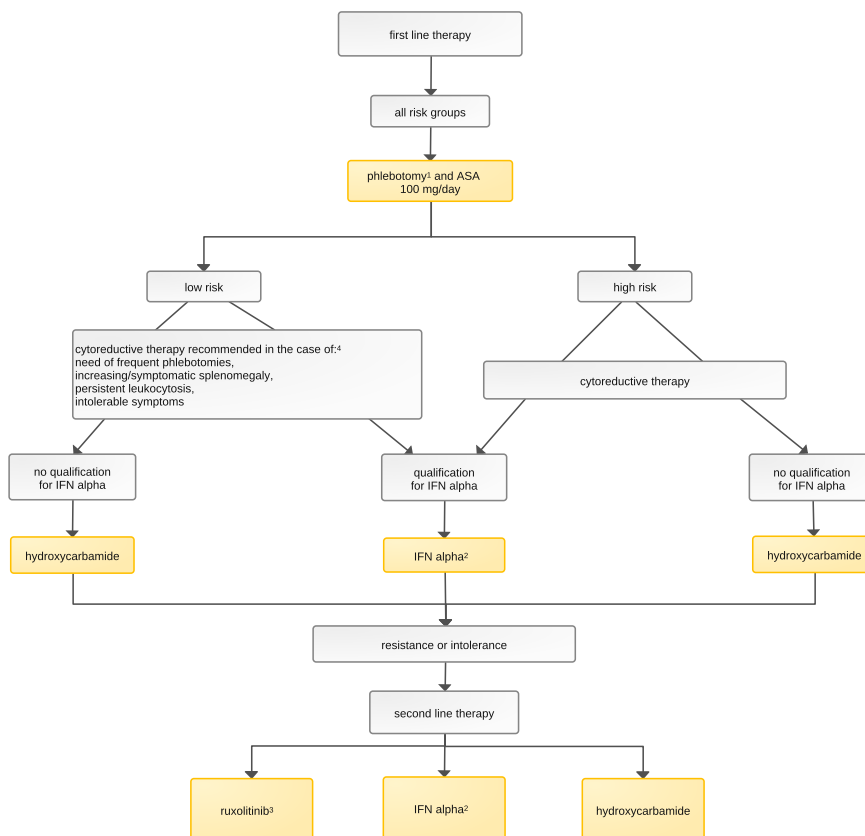 first line therapy
all risk groups
phlebotomy¹ and ASA
100 mg/day
low risk
high risk
cytoreductive therapy recommended in the case of:⁴
need of frequent phlebotomies,
increasing/symptomatic splenomegaly,
persistent leukocytosis,
intolerable symptoms
cytoreductive therapy
no qualification
for IFN alpha
qualification
for IFN alpha
no qualification
for IFN alpha
hydroxycarbamide
IFN alpha²
hydroxycarbamide
resistance or intolerance
second line therapy
ruxolitinib³
IFN alpha²
hydroxycarbamide